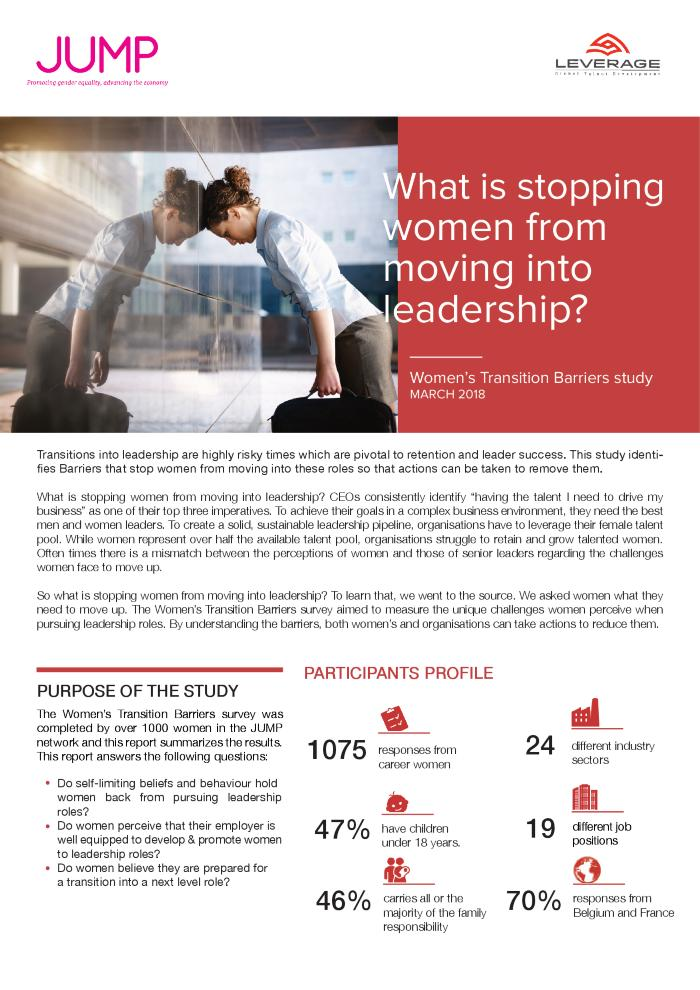 JUMP
Promoting gender equality, advancing the economy
LEVERAGE
Global Talent Development
What is stopping
women from
moving into
leadership?
Women's Transition Barriers study
MARCH 2018
Transitions into leadership are highly risky times which are pivotal to retention and leader success. This study identi-
fies Barriers that stop women from moving into these roles so that actions can be taken to remove them.
What is stopping women from moving into leadership? CEOs consistently identify “having the talent I need to drive my
business” as one of their top three imperatives. To achieve their goals in a complex business environment, they need the best
men and women leaders. To create a solid, sustainable leadership pipeline, organisations have to leverage their female talent
pool. While women represent over half the available talent pool, organisations struggle to retain and grow talented women.
Often times there is a mismatch between the perceptions of women and those of senior leaders regarding the challenges
women face to move up.
So what is stopping women from moving into leadership? To learn that, we went to the source. We asked women what they
need to move up. The Women's Transition Barriers survey aimed to measure the unique challenges women perceive when
pursuing leadership roles. By understanding the barriers, both women's and organisations can take actions to reduce them.
PURPOSE OF THE STUDY
The Women's Transition Barriers survey was
completed by over 1000 women in the JUMP
network and this report summarizes the results.
This report answers the following questions:
• Do self-limiting beliefs and behaviour hold
women back from pursuing leadership
roles?
• Do women perceive that their employer is
well equipped to develop & promote women
to leadership roles?
• Do women believe they are prepared for
a transition into a next level role?
PARTICIPANTS PROFILE
1075 responses from
career women
24 different industry
sectors
47% have children
under 18 years.
19 different job
positions
46% carries all or the
majority of the family
responsibility
70% responses from
Belgium and France